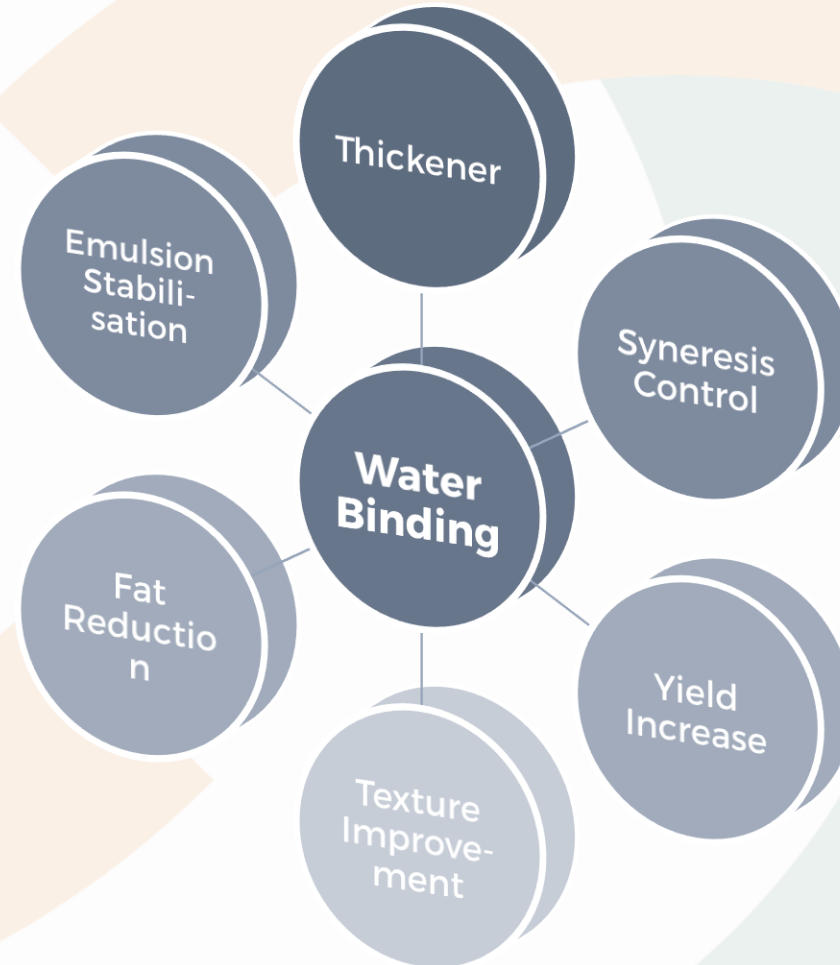 Thickener
Emulsion
Stabili-
sation
Syneresis
Control
Water
Binding
Fat
Reductio
n
Yield
Increase
Texture
Improve-
ment